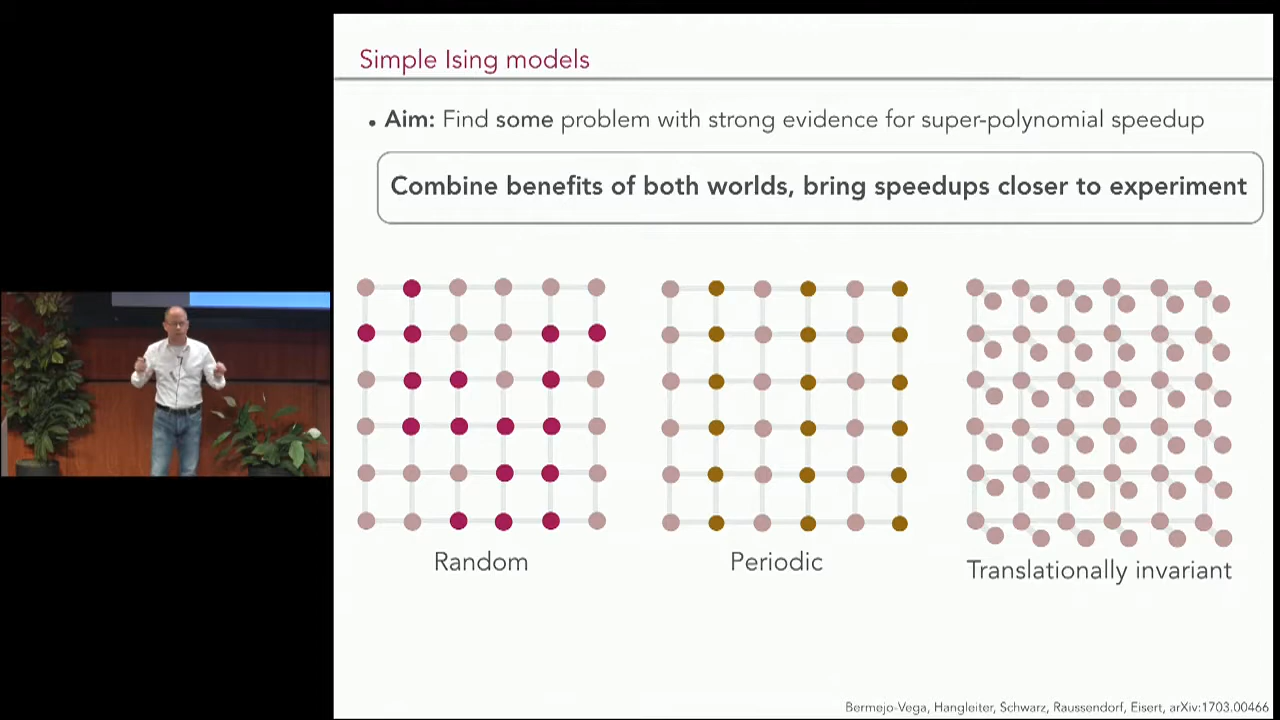 Simple Ising models
• Aim: Find some problem with strong evidence for super-polynomial speedup
Combine benefits of both worlds, bring speedups closer to experiment
Random
Periodic
Translationally invariant
Bermejo-Vega, Hangleiter, Schwarz, Raussendorf, Eisert, arXiv:1703.00466